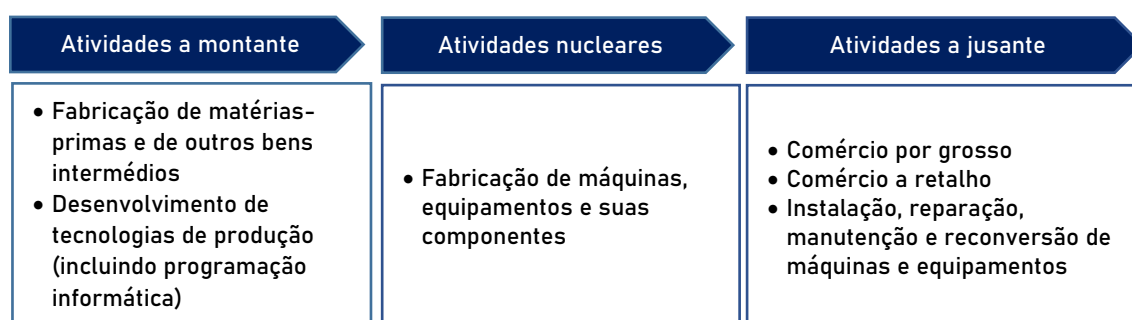 Atividades a montante
• Fabricação de matérias-
primas e de outros bens
intermédios
• Desenvolvimento de
tecnologias de produção
(incluindo programação
informática)
Atividades nucleares
• Fabricação de máquinas,
equipamentos e suas
componentes
Atividades a jusante
• Comércio por grosso
• Comércio a retalho
• Instalação, reparação,
manutenção e reconversão de
máquinas e equipamentos